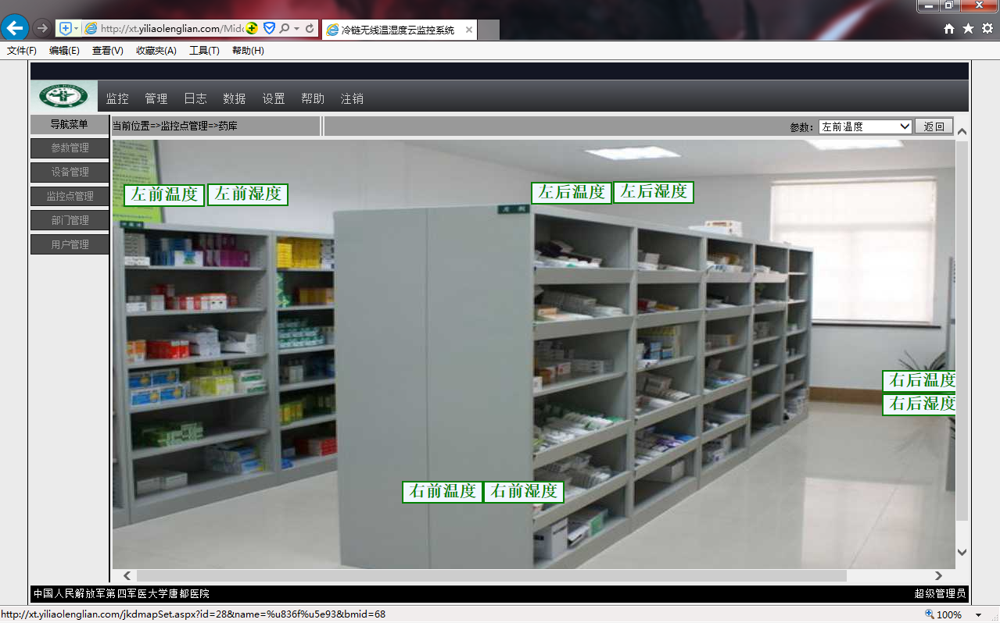 http://xt.yiliaolenglian.com/Mido
冷链无线温湿度云监控系统
文件(F) 编辑(E) 查看(V) 收藏夹(A) 工具(T) 帮助(H)
监控 管理 日志 数据 设置 帮助 注销
导航菜单
当前位置=>监控点管理=>药库
参数: 左前温度 返回
参数管理
设备管理
监控点管理
部门管理
用户管理
左前温度 左前湿度
左后温度 左后湿度
右后温度
右后湿度
右前温度 右前湿度
中国人民解放军第四军医大学唐都医院
超级管理员
http://xt.yiliaolenglian.com/jkdmapSet.aspx?id=28&name=%u836f%u5e93&bmid=68
100%